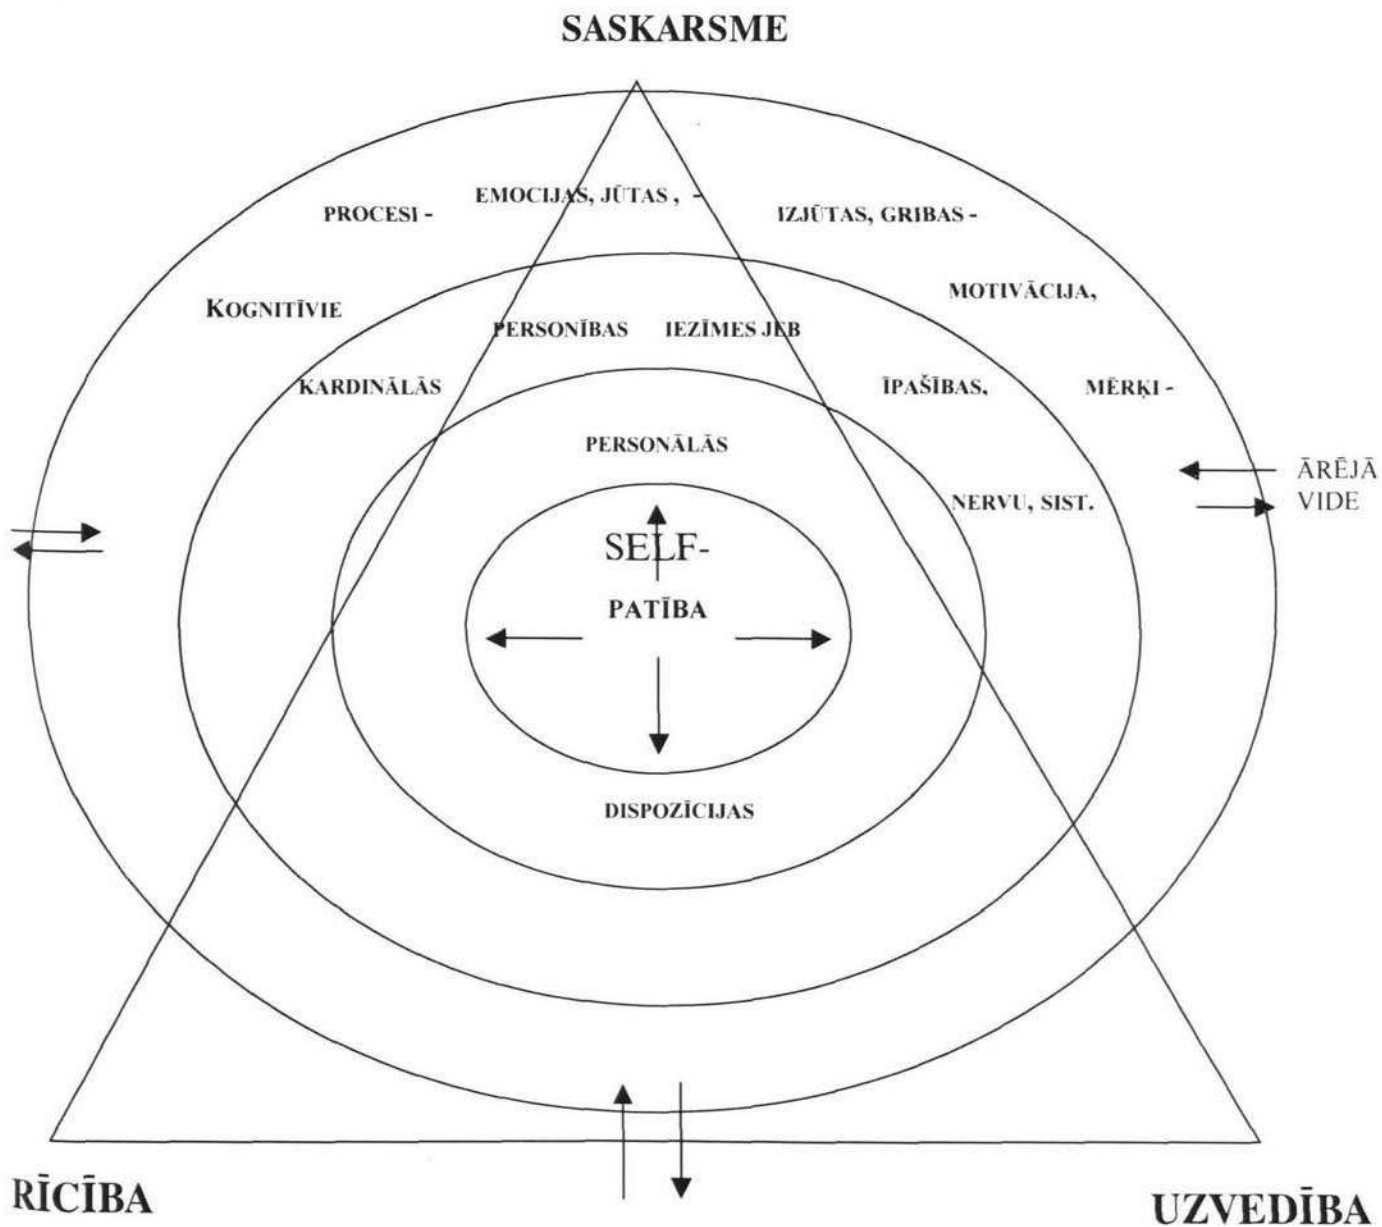 SASKARSME
EMOCIJAS, JŪTAS , -
PROCESI -
IZJŪTAS, GRIBAS -
KOGNITĪVIE
MOTIVĀCIJA,
PERSONĪBAS IEZĪMES JEB
KARDINĀLĀS
ĪPAŠĪBAS,
MĒRĶI -
PERSONĀLĀS
ĀRĒJĀ
VIDE
NERVU, SIST.
SELF-
PATĪBA
DISPOZĪCIJAS
RĪCĪBA
UZVEDĪBA